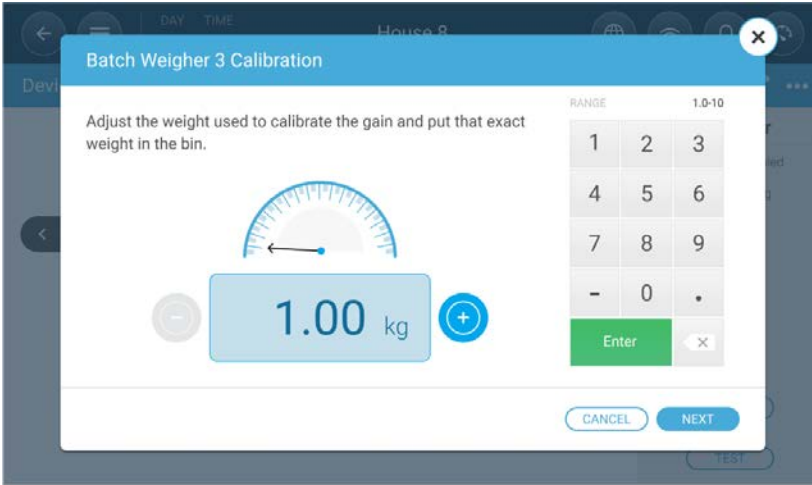 DAY TIME
House 8
Batch Weigher 3 Calibration
Devi
Adjust the weight used to calibrate the gain and put that exact
weight in the bin.
RANGE 1.0-10
1 2 3
4 5 6
7 8 9
- 0 .
Enter
1.00 kg
CANCEL NEXT
TEST